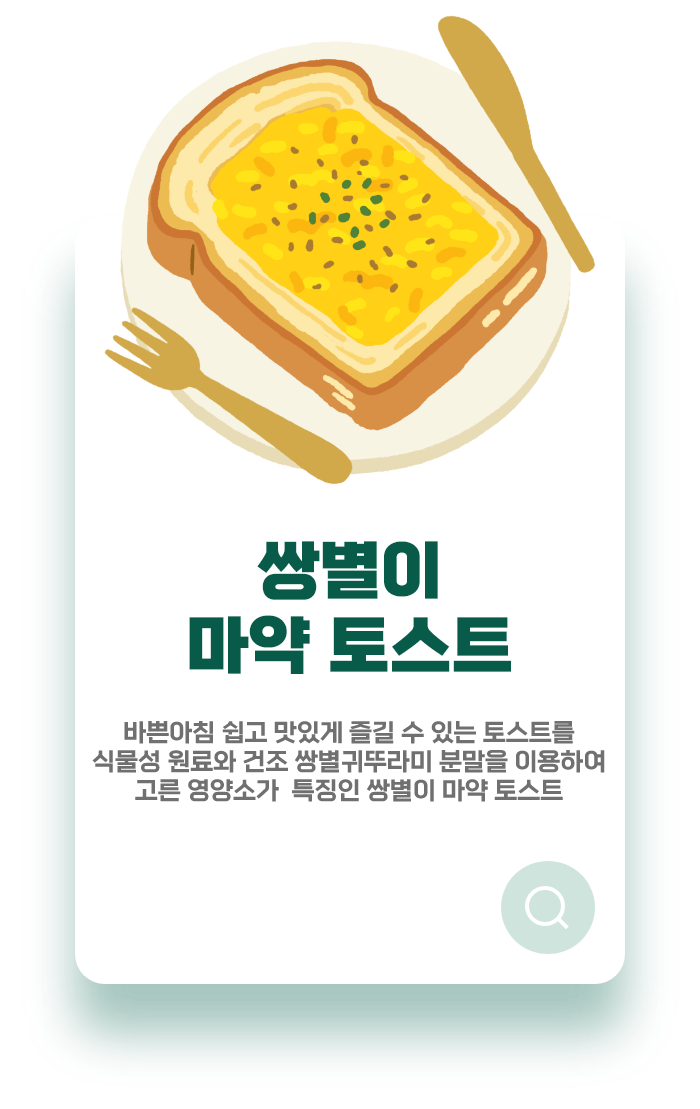 쌍별이
마약 토스트
바쁜아침 쉽고 맛있게 즐길 수 있는 토스트를
식물성 원료와 건조 쌍별귀뚜라미 분말을 이용하여
고른 영양소가  특징인 쌍별이 마약 토스트